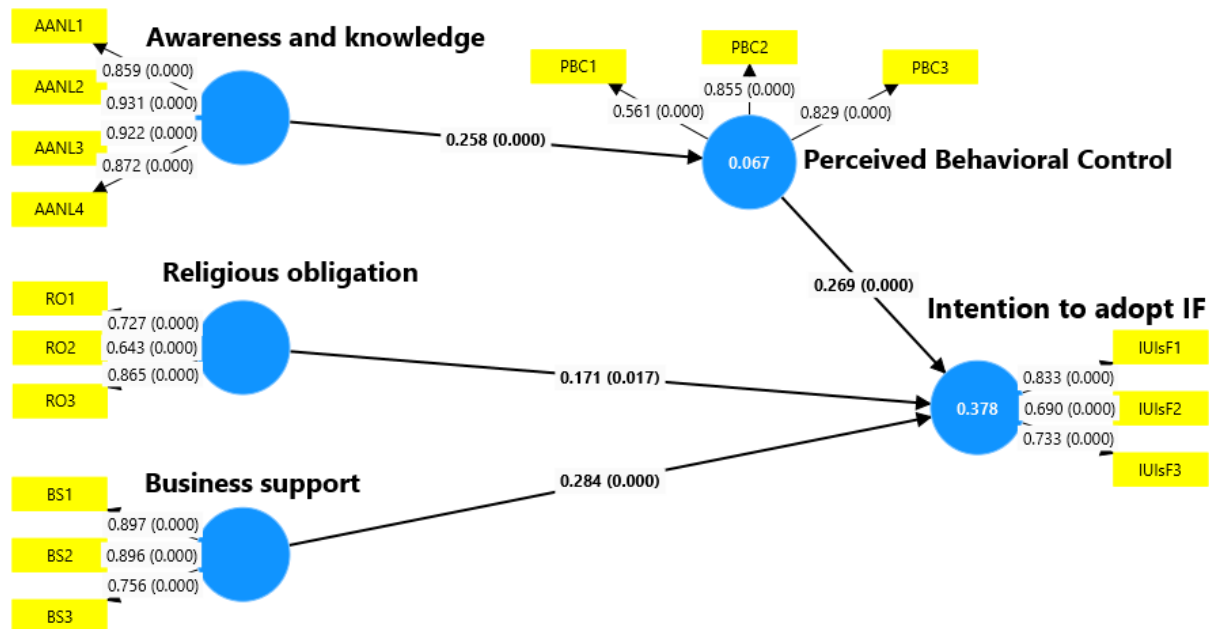 AANL1
Awareness and knowledge
0.859 (0.000)
AANL2
0.931 (0.000)
0.922 (0.000)
AANL3
0.872 (0.000)
AANL4
0.258 (0.000)
PBC1
PBC2
PBC3
0.561 (0.000)
0.855 (0.000)
0.829 (0.000)
0.067
Perceived Behavioral Control
Religious obligation
RO1
0.727 (0.000)
RO2
0.643 (0.000)
0.865 (0.000)
RO3
0.269 (0.000)
0.171 (0.017)
Intention to adopt IF
IUIsF1
0.833 (0.000)
0.378
0.690 (0.000)
IUIsF2
0.733 (0.000)
IUIsF3
Business support
BS1
0.897 (0.000)
BS2
0.896 (0.000)
0.756 (0.000)
BS3
0.284 (0.000)